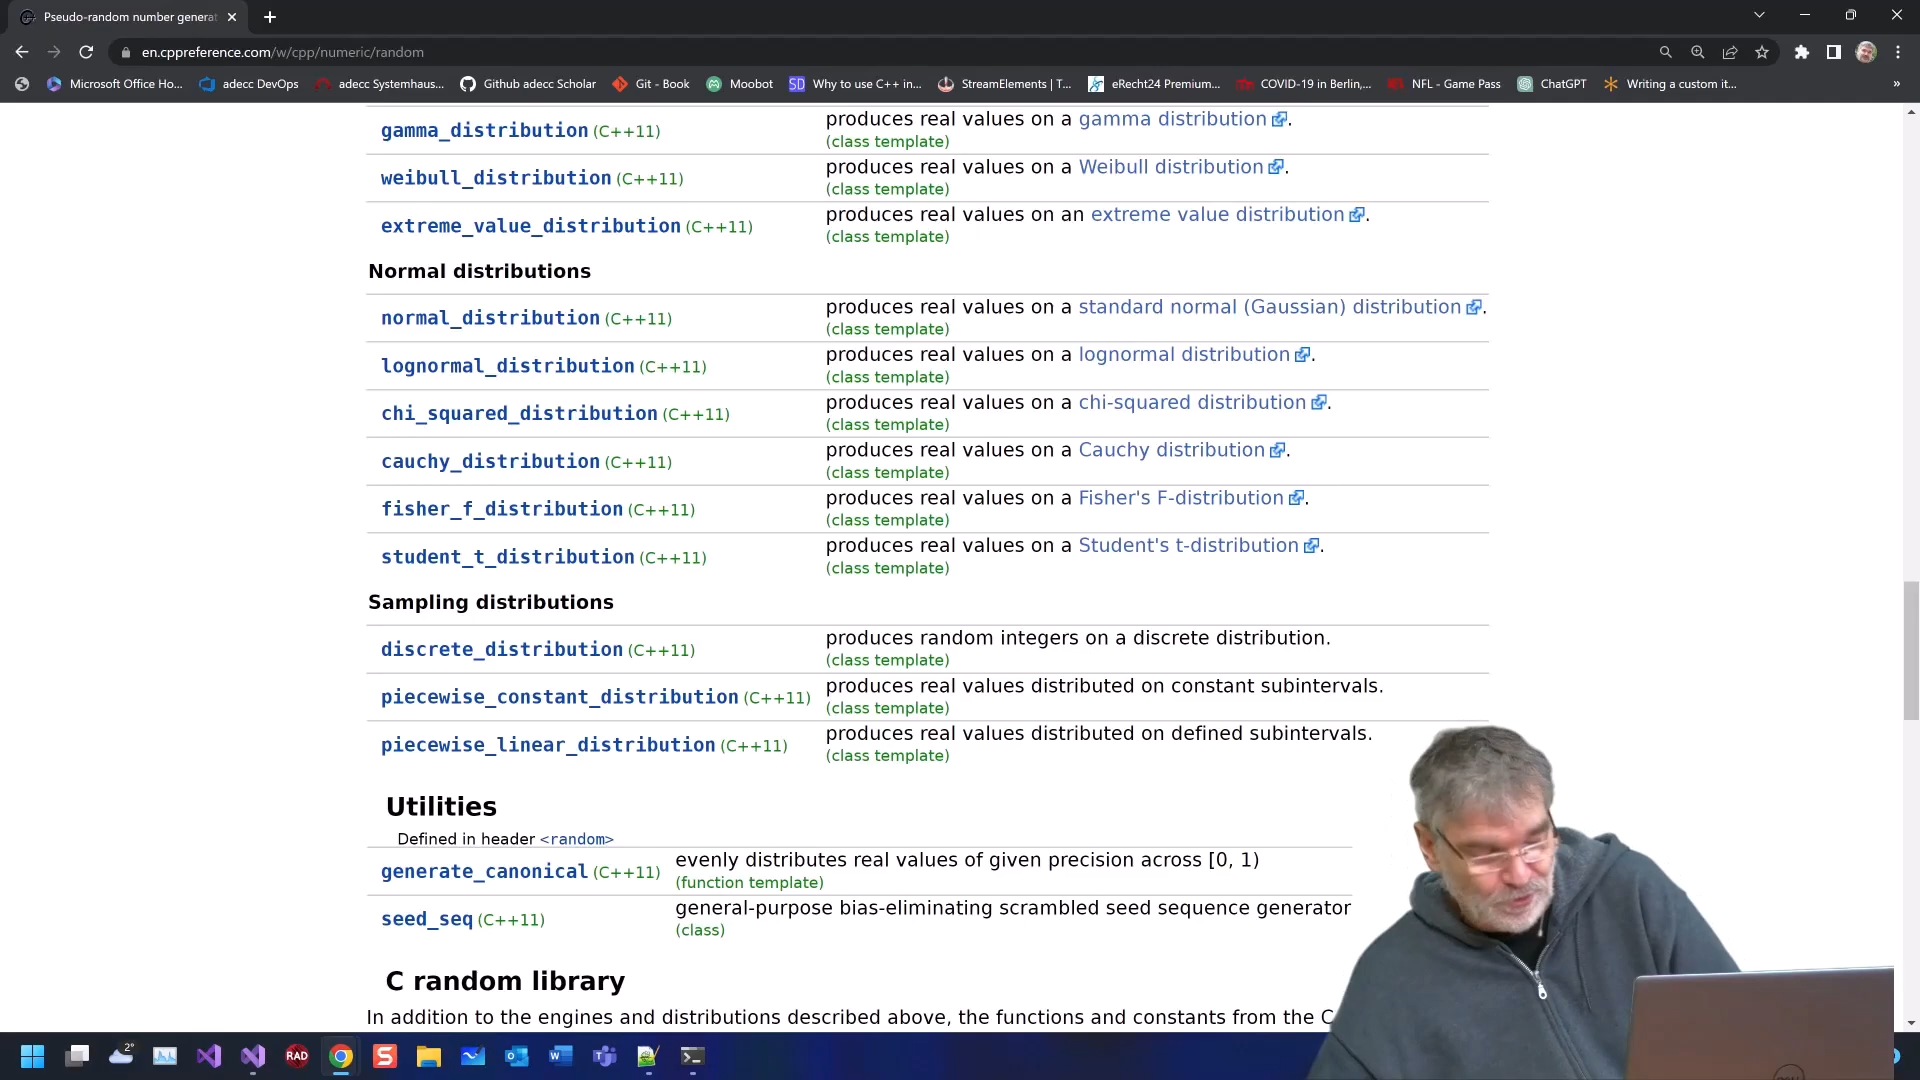 Pseudo-random number generat
en.cppreference.com/w/cpp/numeric/random
Microsoft Office Ho...
adecc DevOps
adecc Systemhaus...
Github adecc Scholar
Git - Book
Moobot
SD
Why to use C++ in...
StreamElements | T...
eRecht24 Premium...
COVID-19 in Berlin,...
NFL - Game Pass
ChatGPT
Writing a custom it...
»
gamma_distribution (C++11)
produces real values on a gamma distribution.
(class template)
weibull_distribution (C++11)
produces real values on a Weibull distribution.
(class template)
extreme_value_distribution (C++11)
produces real values on an extreme value distribution.
(class template)
Normal distributions
normal_distribution (C++11)
produces real values on a standard normal (Gaussian) distribution.
(class template)
lognormal_distribution (C++11)
produces real values on a lognormal distribution.
(class template)
chi_squared_distribution (C++11)
produces real values on a chi-squared distribution.
(class template)
cauchy_distribution (C++11)
produces real values on a Cauchy distribution.
(class template)
fisher_f_distribution (C++11)
produces real values on a Fisher's F-distribution.
(class template)
student_t_distribution (C++11)
produces real values on a Student's t-distribution.
(class template)
Sampling distributions
discrete_distribution (C++11)
produces random integers on a discrete distribution.
(class template)
piecewise_constant_distribution (C++11)
produces real values distributed on constant subintervals.
(class template)
piecewise_linear_distribution (C++11)
produces real values distributed on defined subintervals.
(class template)
Utilities
Defined in header <random>
generate_canonical (C++11)
evenly distributes real values of given precision across [0, 1)
(function template)
seed_seq (C++11)
general-purpose bias-eliminating scrambled seed sequence generator
(class)
C random library
In addition to the engines and distributions described above, the functions and constants from the C
2°
RAD